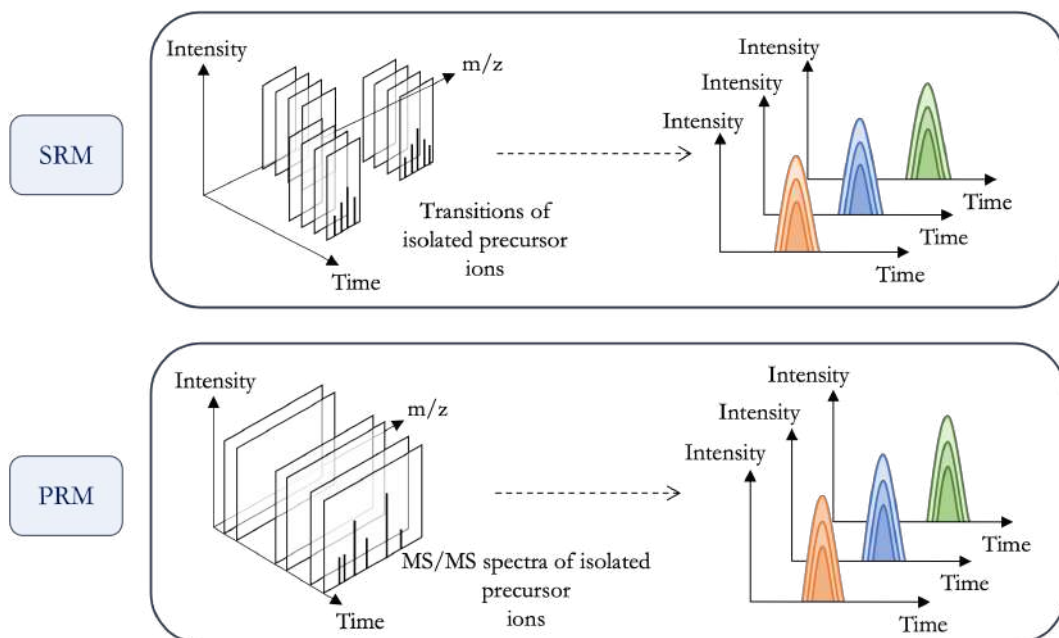 SRM
Intensity
m/z
Time
Transitions of
isolated precursor
ions
Intensity
Intensity
Intensity
Time
Time
Time
PRM
Intensity
m/z
Time
MS/MS spectra of isolated
precursor
ions
Intensity
Intensity
Intensity
Time
Time
Time